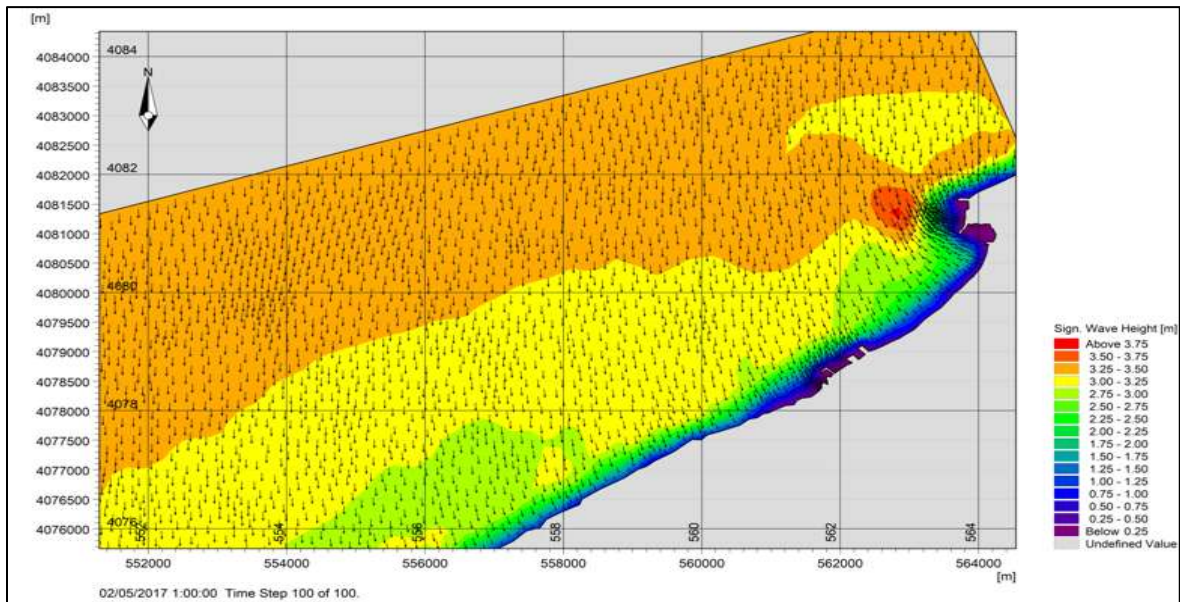 [m]
4084000
4083500
4083000
4082500
4082000
4081500
4081000
4080500
4080000
4079500
4079000
4078500
4078000
4077500
4077000
4076500
4076000
4084
4082
4080
4078
4076
N
552
554
556
558
560
562
564
552000
554000
556000
558000
560000
562000
564000
[m]
02/05/2017 1:00:00 Time Step 100 of 100.
Sign. Wave Height [m]
Above 3.75
3.50 - 3.75
3.25 - 3.50
3.00 - 3.25
2.75 - 3.00
2.50 - 2.75
2.25 - 2.50
2.00 - 2.25
1.75 - 2.00
1.50 - 1.75
1.25 - 1.50
1.00 - 1.25
0.75 - 1.00
0.50 - 0.75
0.25 - 0.50
Below 0.25
Undefined Value